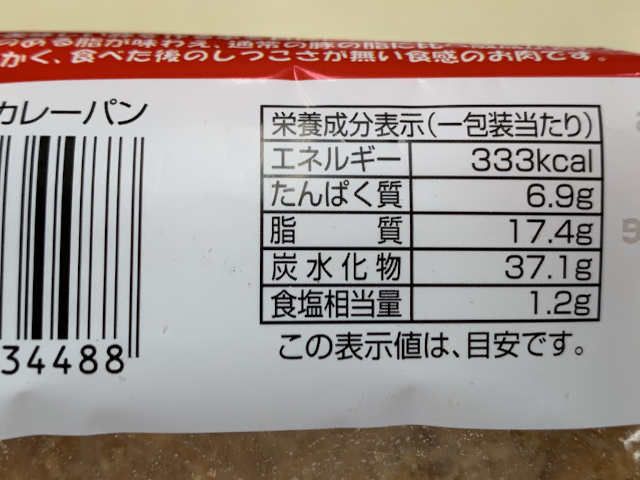 のある脂が味わえ、通常の豚の脂に比
かく、食べた後のしつこさが無い食感のお肉です。
カレーパン
栄養成分表示(一包装当たり)
エネルギー 333kcal
たんぱく質 6.9g
脂質 17.4g
炭水化物 37.1g
食塩相当量 1.2g
この表示値は、目安です。
34488